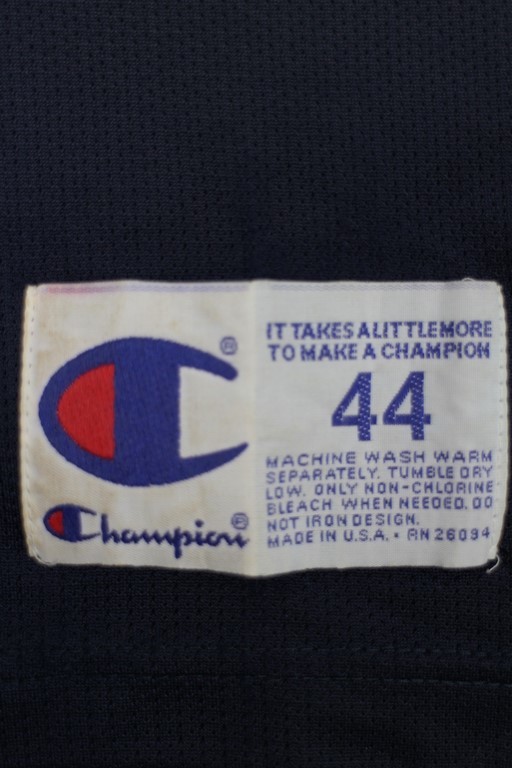 IT TAKES A LITTLE MORE
TO MAKE A CHAMPION
44
MACHINE WASH WARM
SEPARATELY. TUMBLE DRY
LOW. ONLY NON-CHLORINE
BLEACH WHEN NEEDED. DO
NOT IRON DESIGN.
MADE IN U.S.A. • RN 26094
®
Champion®